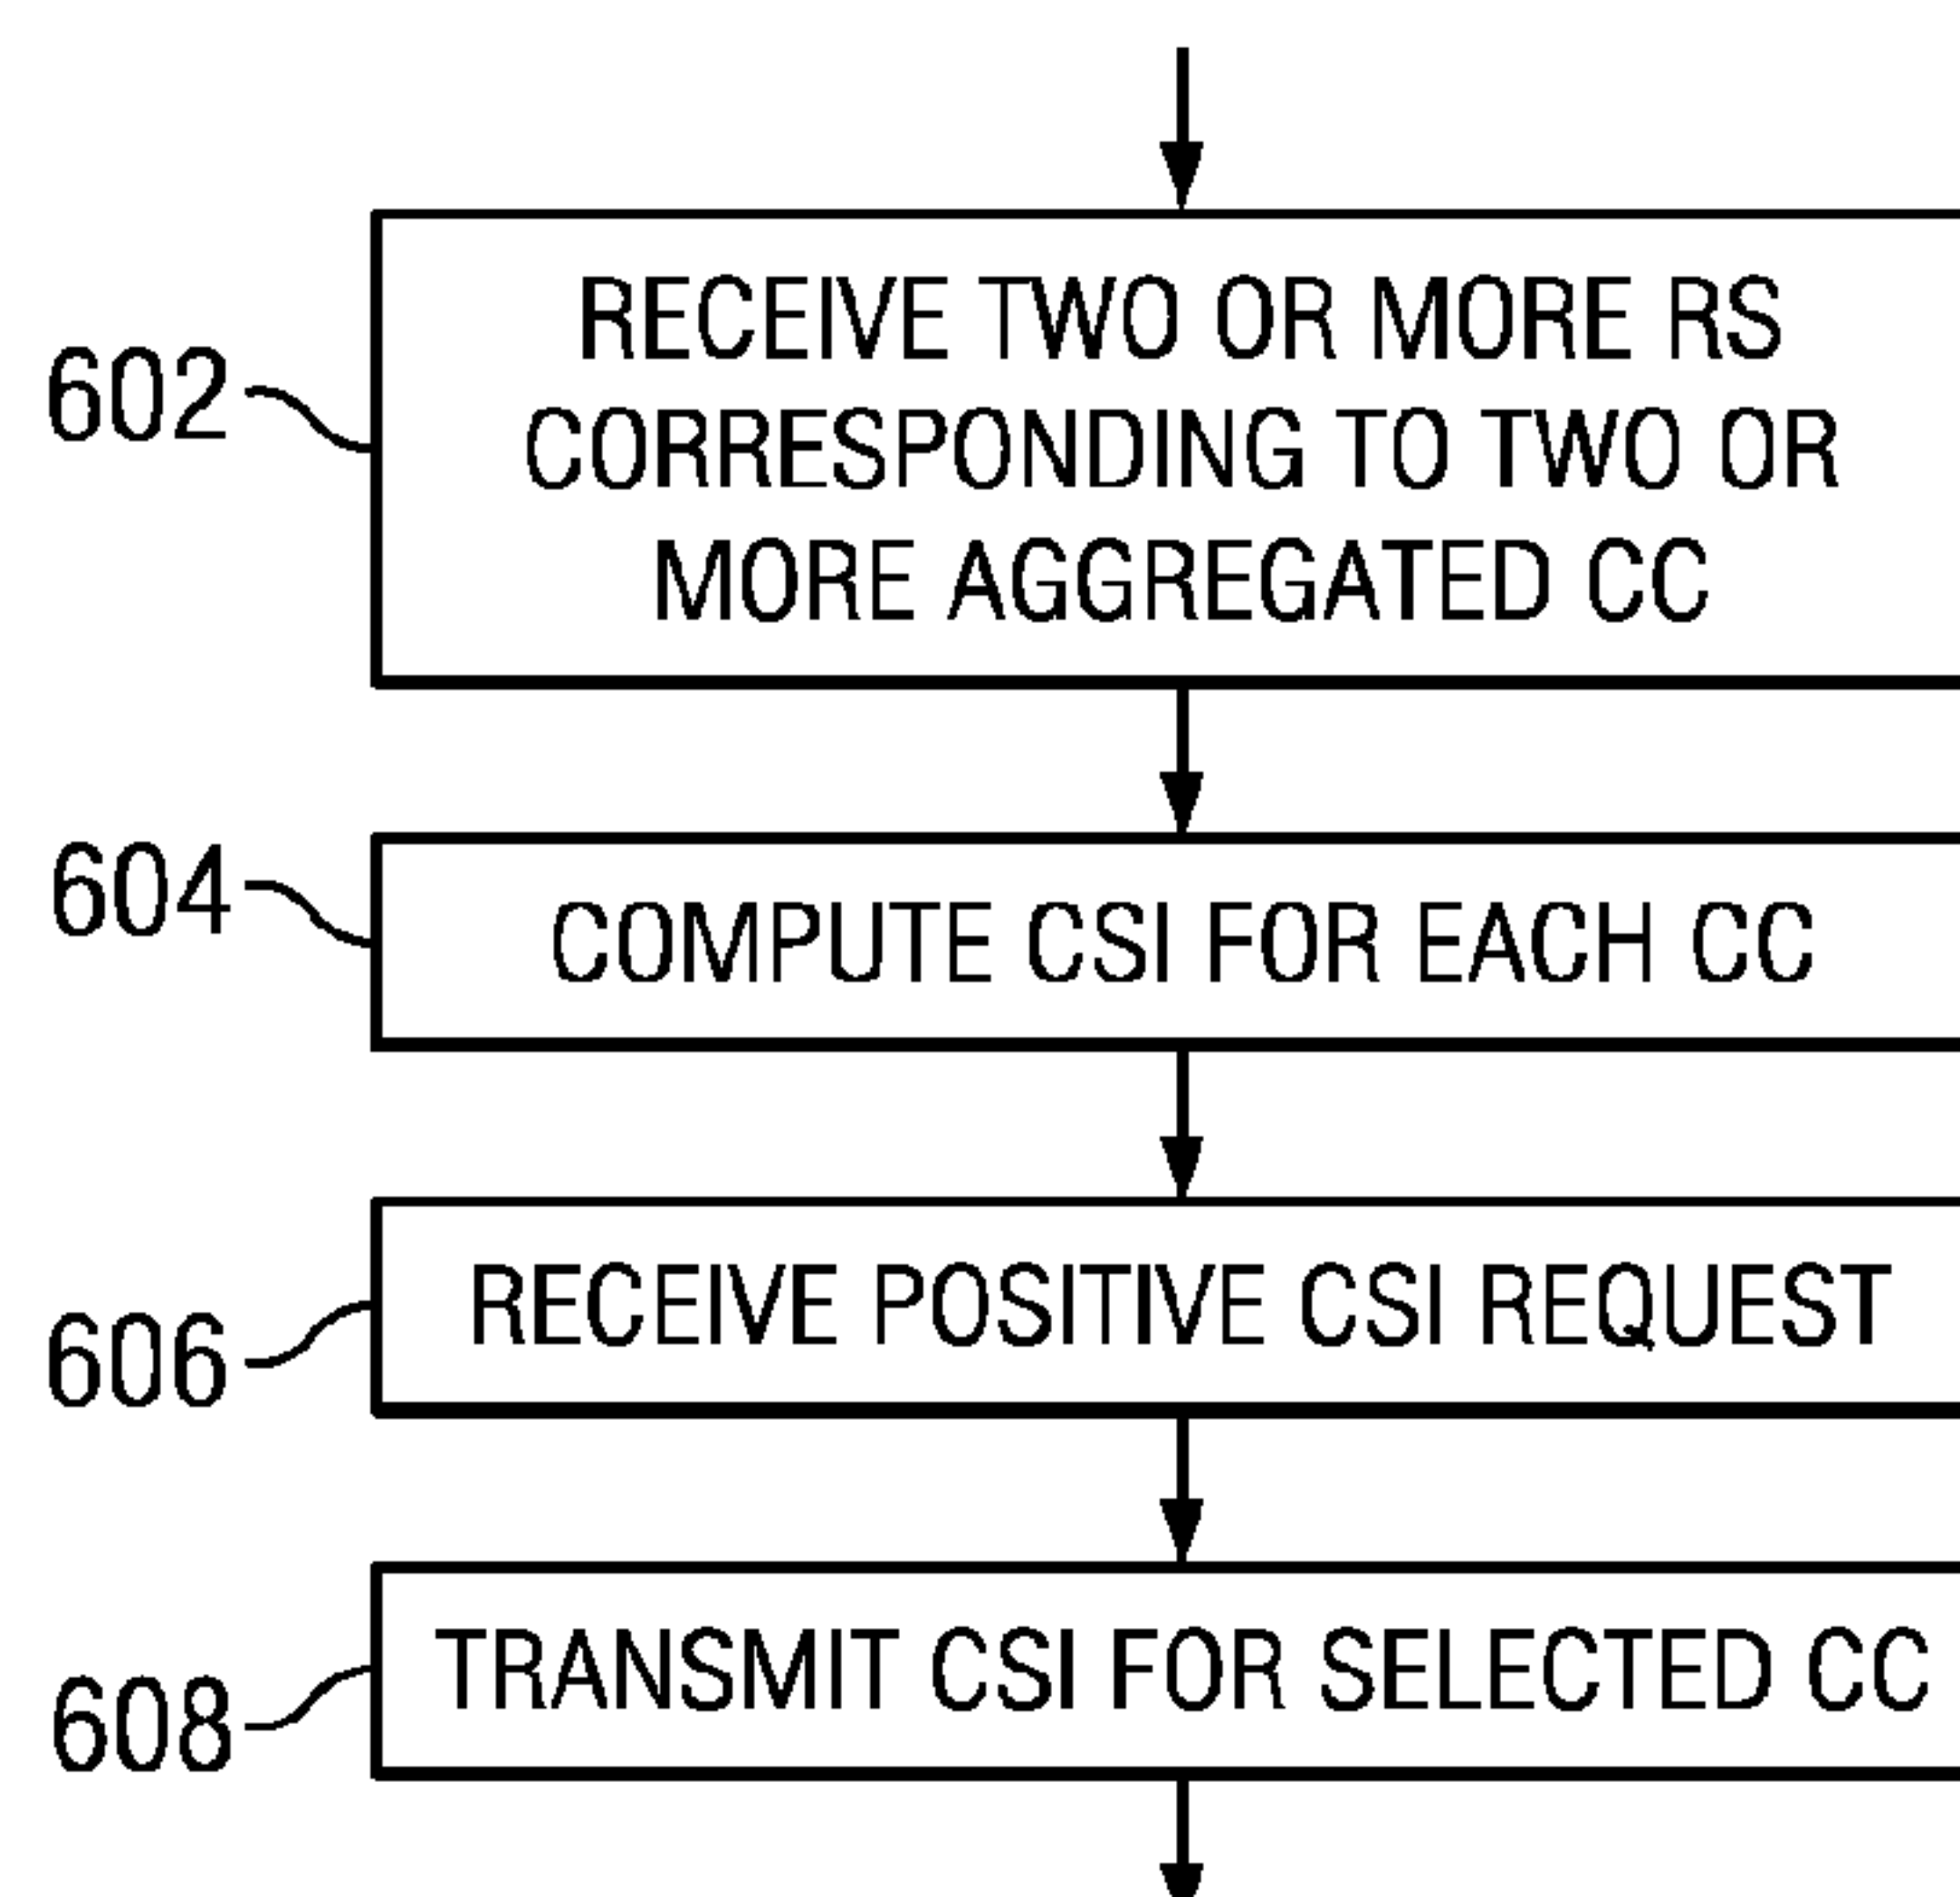 RECEIVE TWO OR MORE RS
602
CORRESPONDING TO TWO OR
MORE AGGREGATED CC
604
COMPUTE CSI FOR EACH CC
RECEIVE POSITIVE CSI REQUEST
606
TRANSMIT CSI FOR SELECTED CC
608